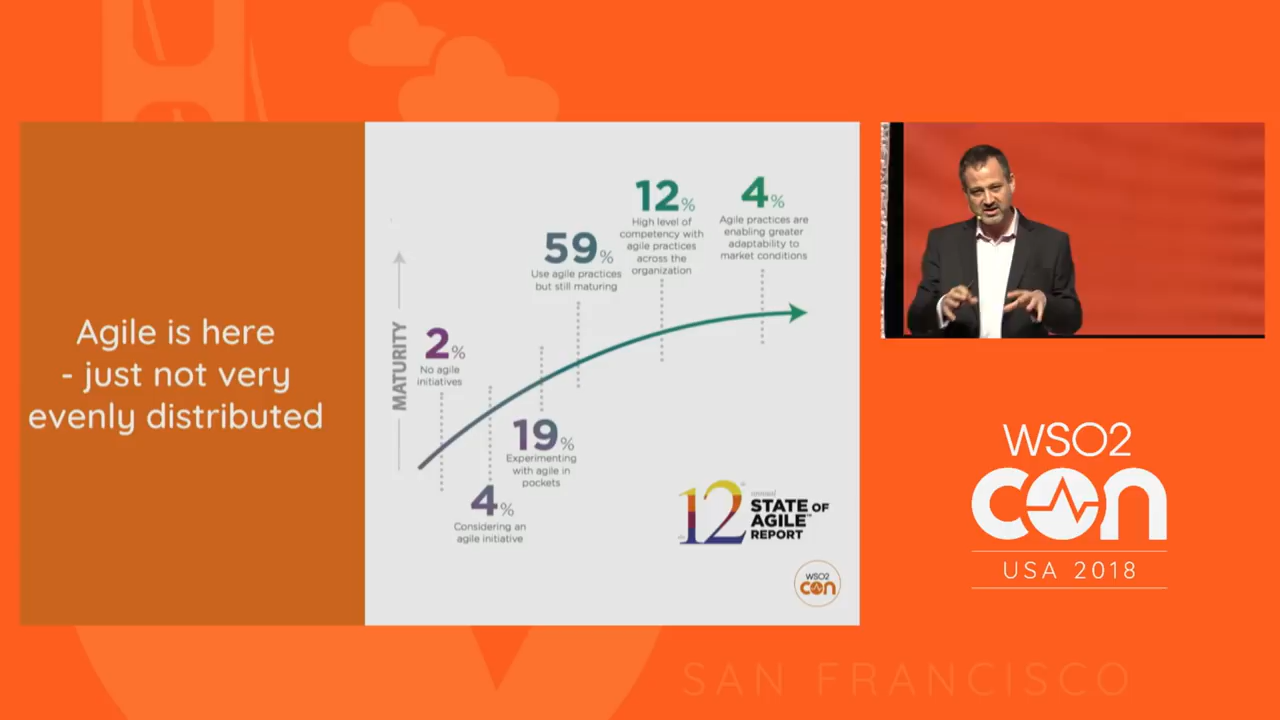 Agile is here
- just not very
evenly distributed
MATURITY
2%
No agile
initiatives
4%
Considering an
agile initiative
19%
Experimenting
with agile in
pockets
59%
Use agile practices
but still maturing
12%
High level of
competency with
agile practices
across the
organization
4%
Agile practices are
enabling greater
adaptability to
market conditions
12th
annual
STATE OF
AGILE™
REPORT
WSO2
con
WSO2
con
USA 2018
SAN FRANCISCO